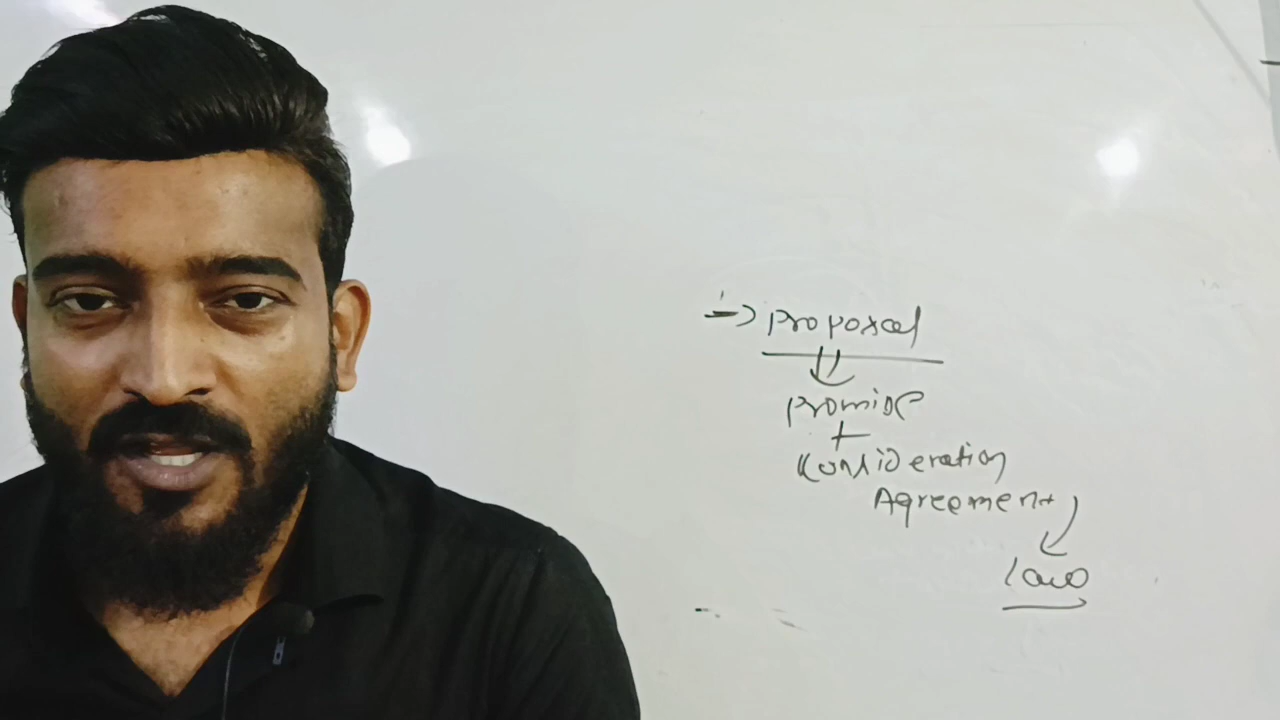 → proposal
promise
+
Consideration
Agreement
law